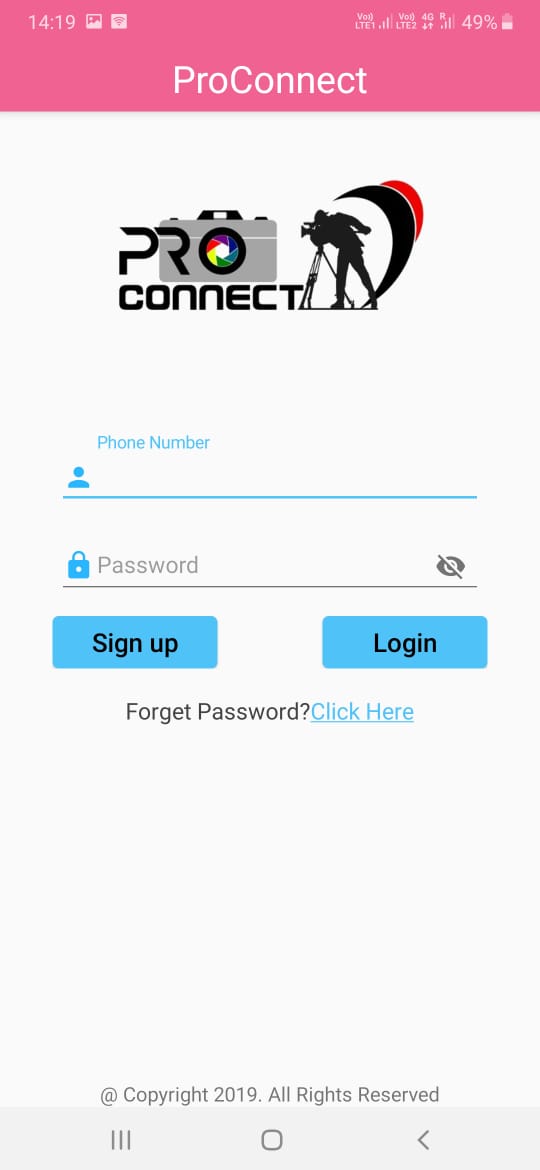 14:19 Vo)) LTE1 Vo)) LTE2 4G R 49%
ProConnect
PRO
CONNECT
Phone Number
Password
Sign up Login
Forget Password?Click Here
@ Copyright 2019. All Rights Reserved